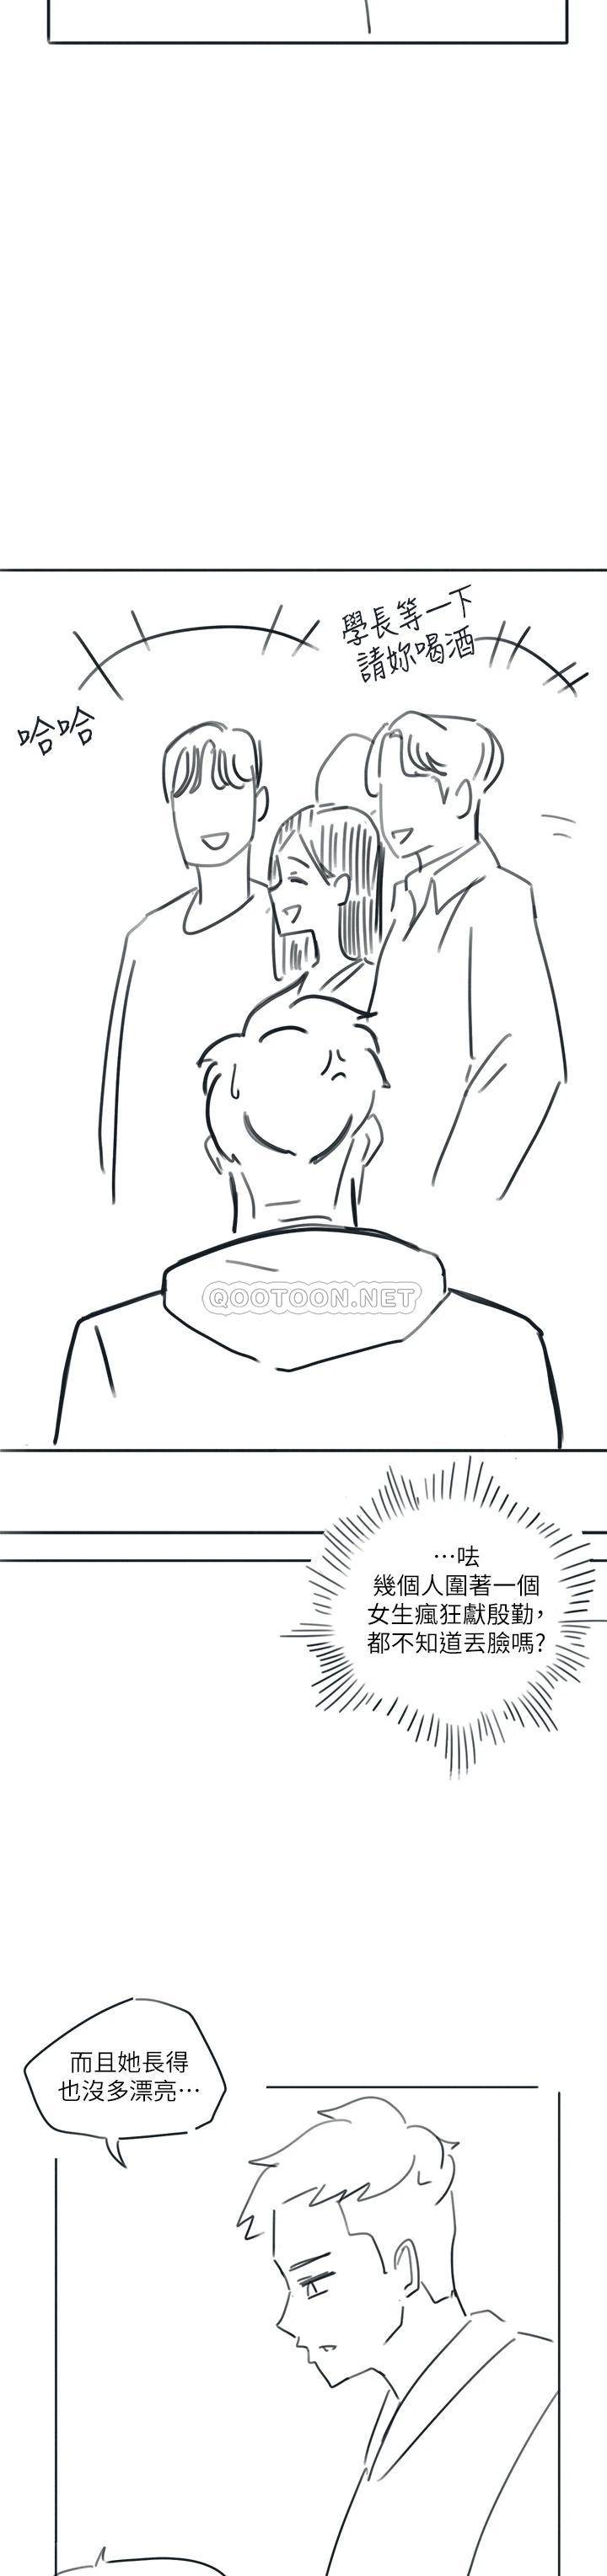 學長等一下
請妳喝酒
哈哈
QOOTOON.NET
…呿
幾個人圍著一個
女生瘋狂獻殷勤，
都不知道丟臉嗎?
而且她長得
也沒多漂亮…